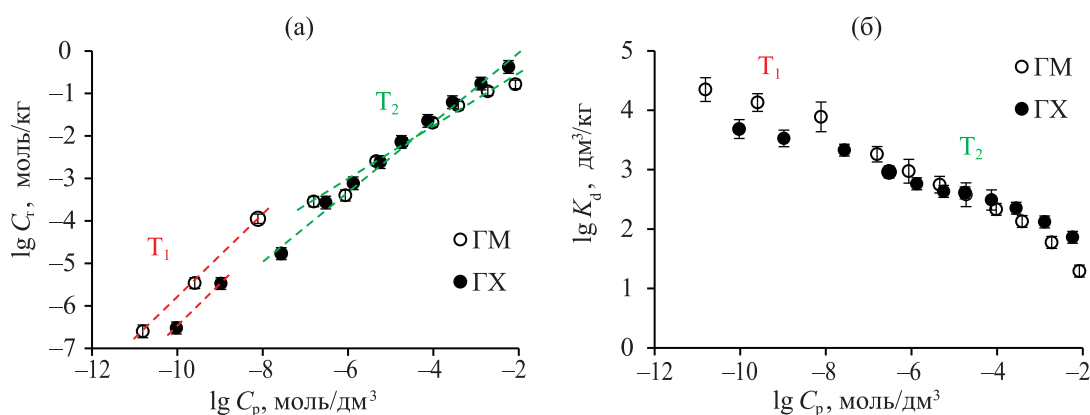 (а)
lg Cт, моль/кг
0
–1
–2
–3
–4
–5
–6
–7
T1
T2
ГМ
ГХ
–12
–10
–8
–6
–4
–2
lg Cр, моль/дм³
(б)
lg Kd, дм³/кг
5
4
3
2
1
0
T1
T2
ГМ
ГХ
–12
–10
–8
–6
–4
–2
lg Cр, моль/дм³